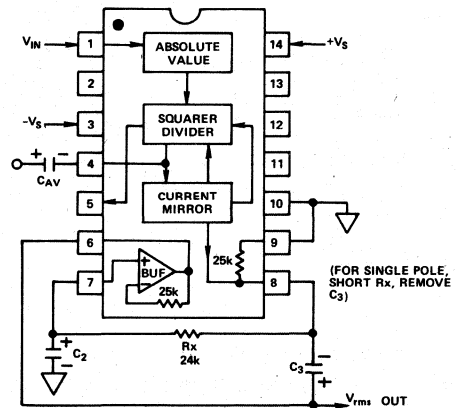 V_IN
1
ABSOLUTE
VALUE
14
+V_S
2
13
-V_S
3
SQUARER
DIVIDER
12
+ -
4
C_AV
11
5
CURRENT
MIRROR
10
6
9
25k
+
BUF
-
25k
7
8
(FOR SINGLE POLE,
SHORT Rx, REMOVE
C3)
+
C2
-
Rx
24k
-
C3
+
V_rms OUT